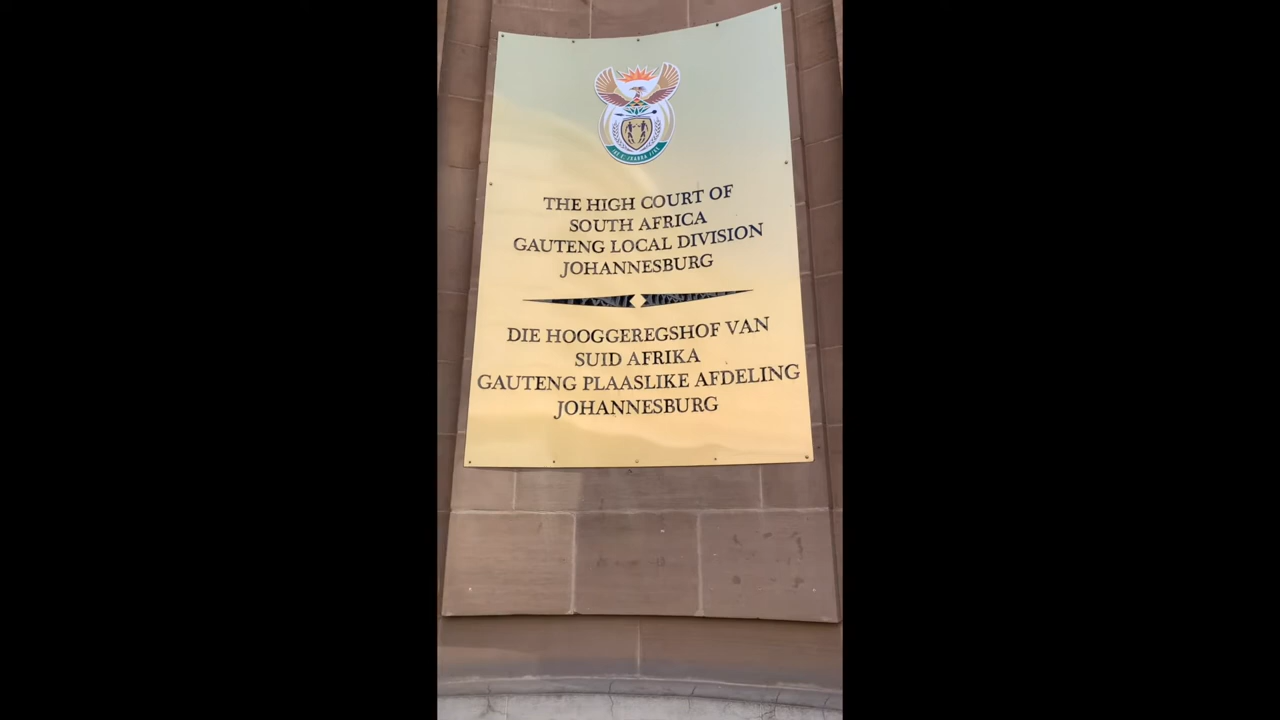 THE HIGH COURT OF
SOUTH AFRICA
GAUTENG LOCAL DIVISION
JOHANNESBURG
DIE HOOGGEREGSHOF VAN
SUID AFRIKA
GAUTENG PLAASLIKE AFDELING
JOHANNESBURG